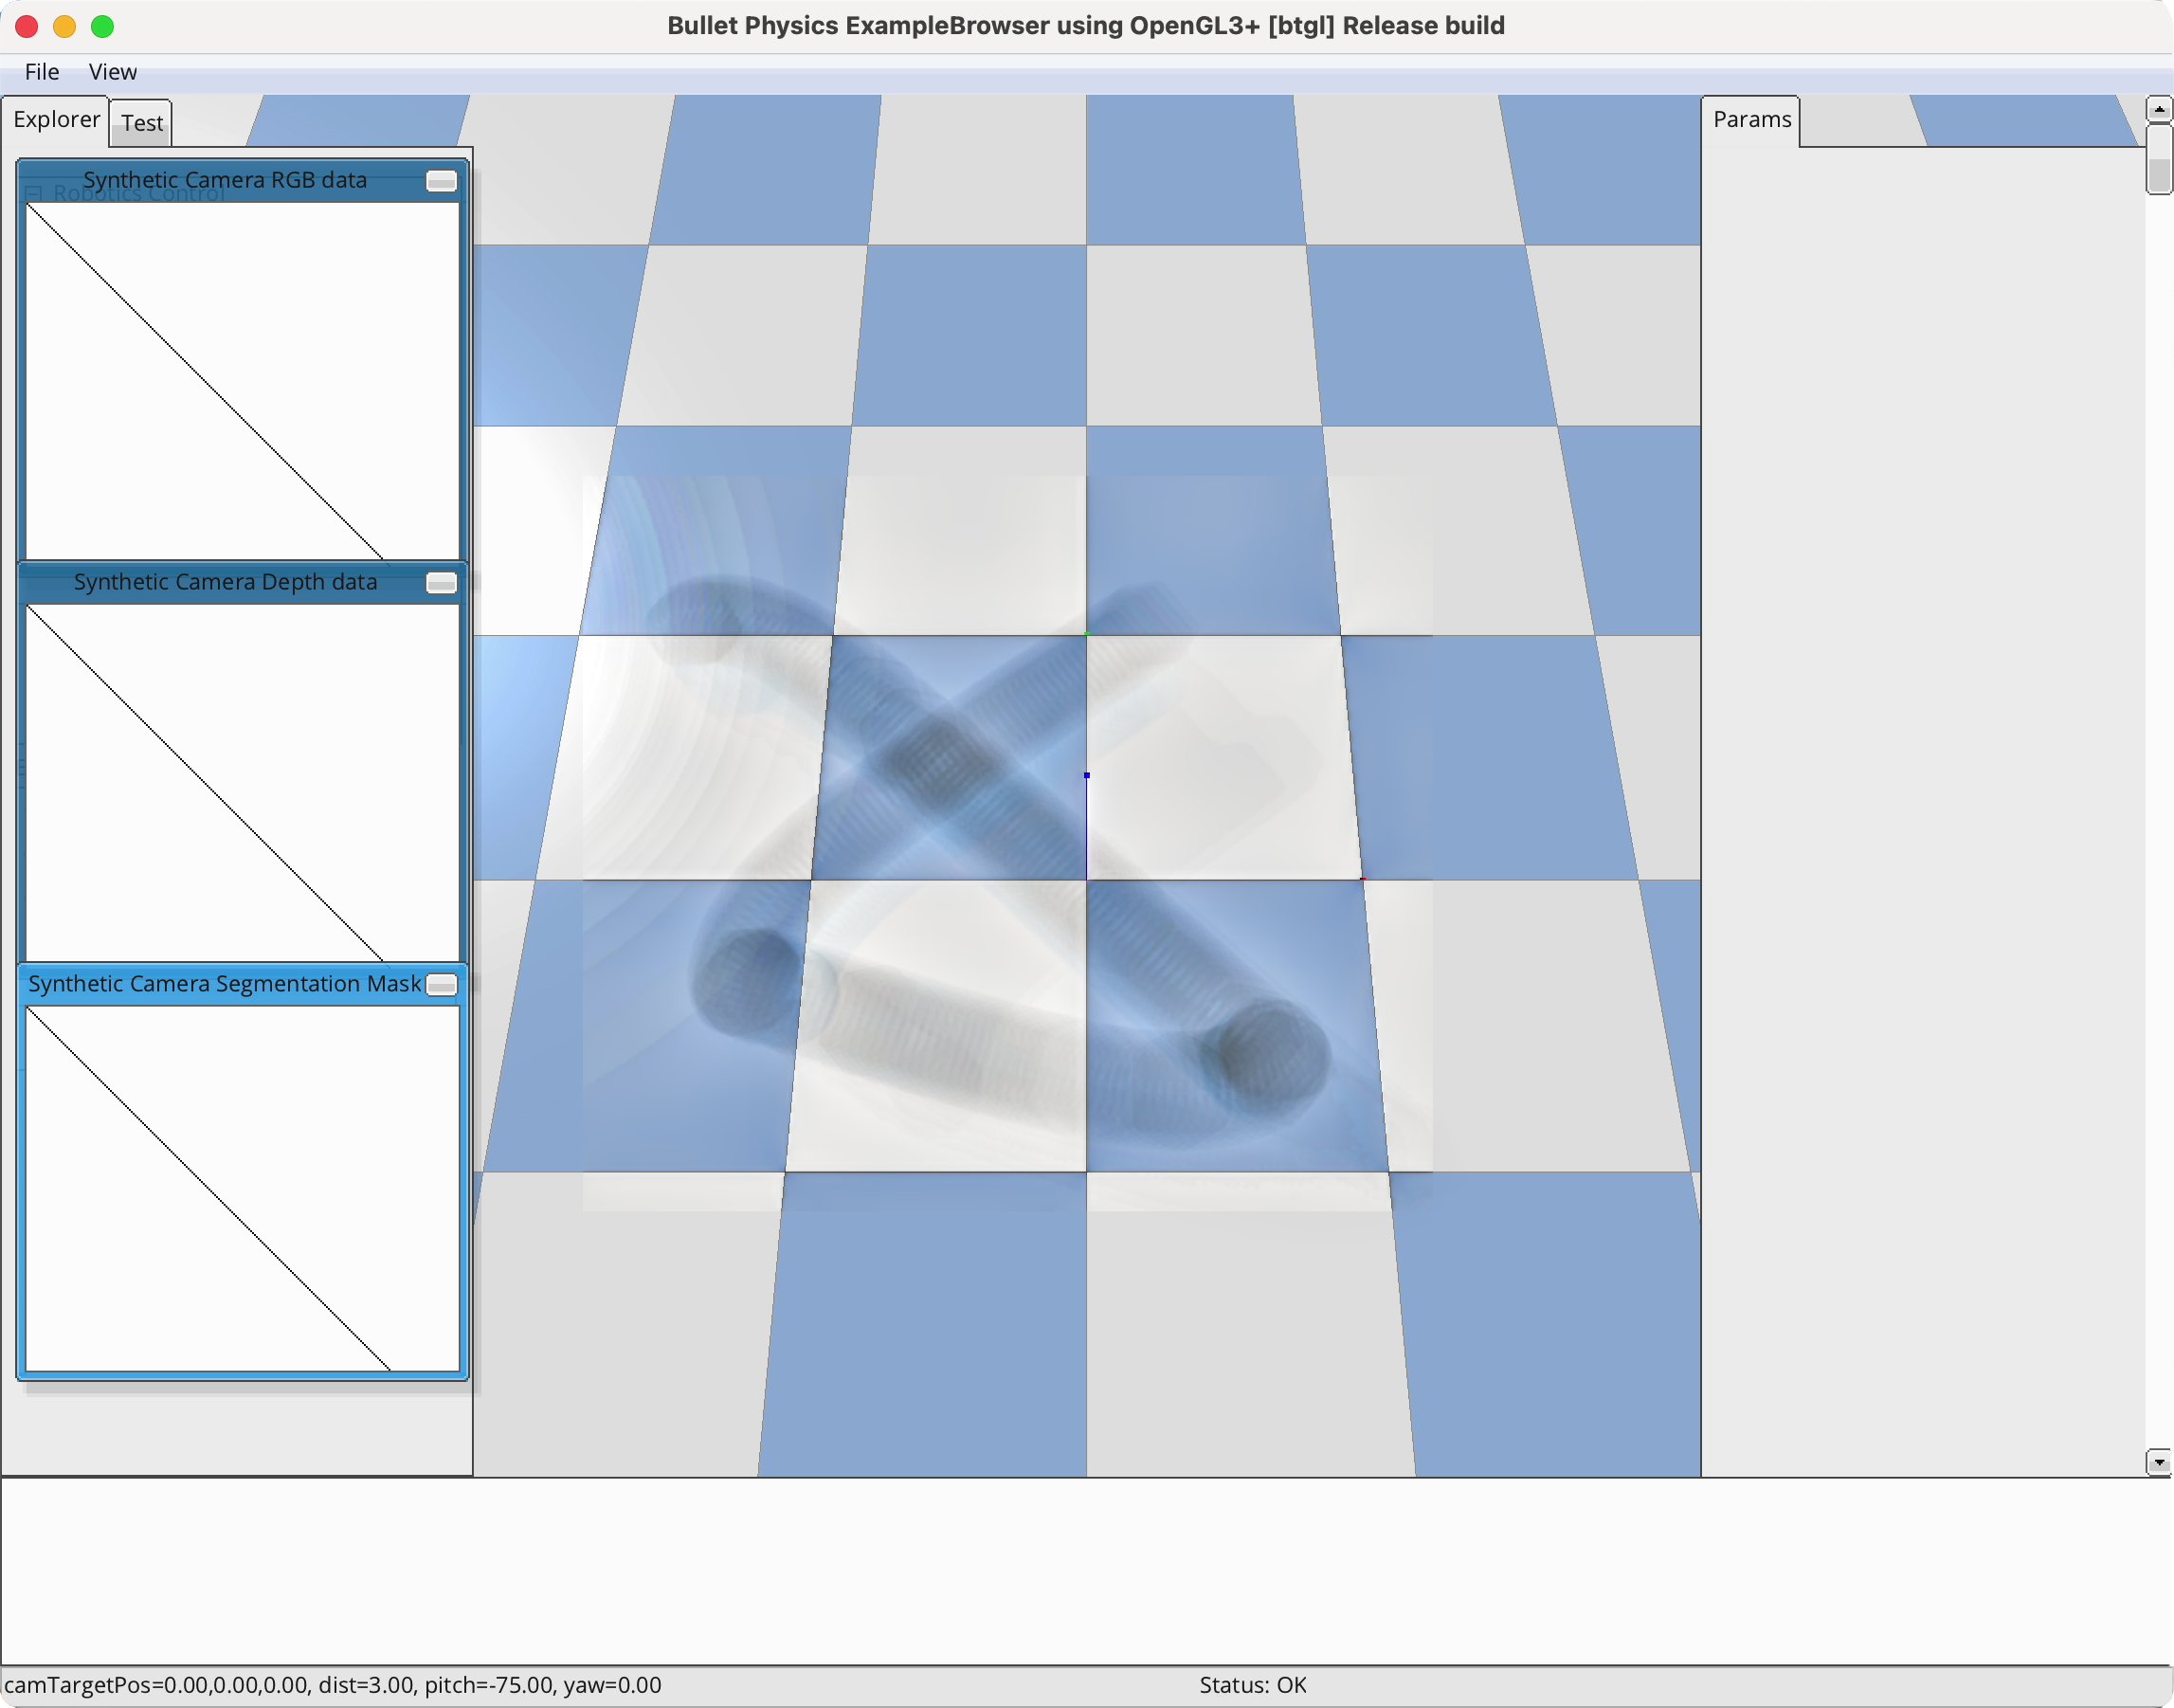 Bullet Physics ExampleBrowser using OpenGL3+ [btgl] Release build
File View
Explorer Test Params
Synthetic Camera RGB data
Robotics Control
Synthetic Camera Depth data
Synthetic Camera Segmentation Mask
camTargetPos=0.00,0.00,0.00, dist=3.00, pitch=-75.00, yaw=0.00 Status: OK